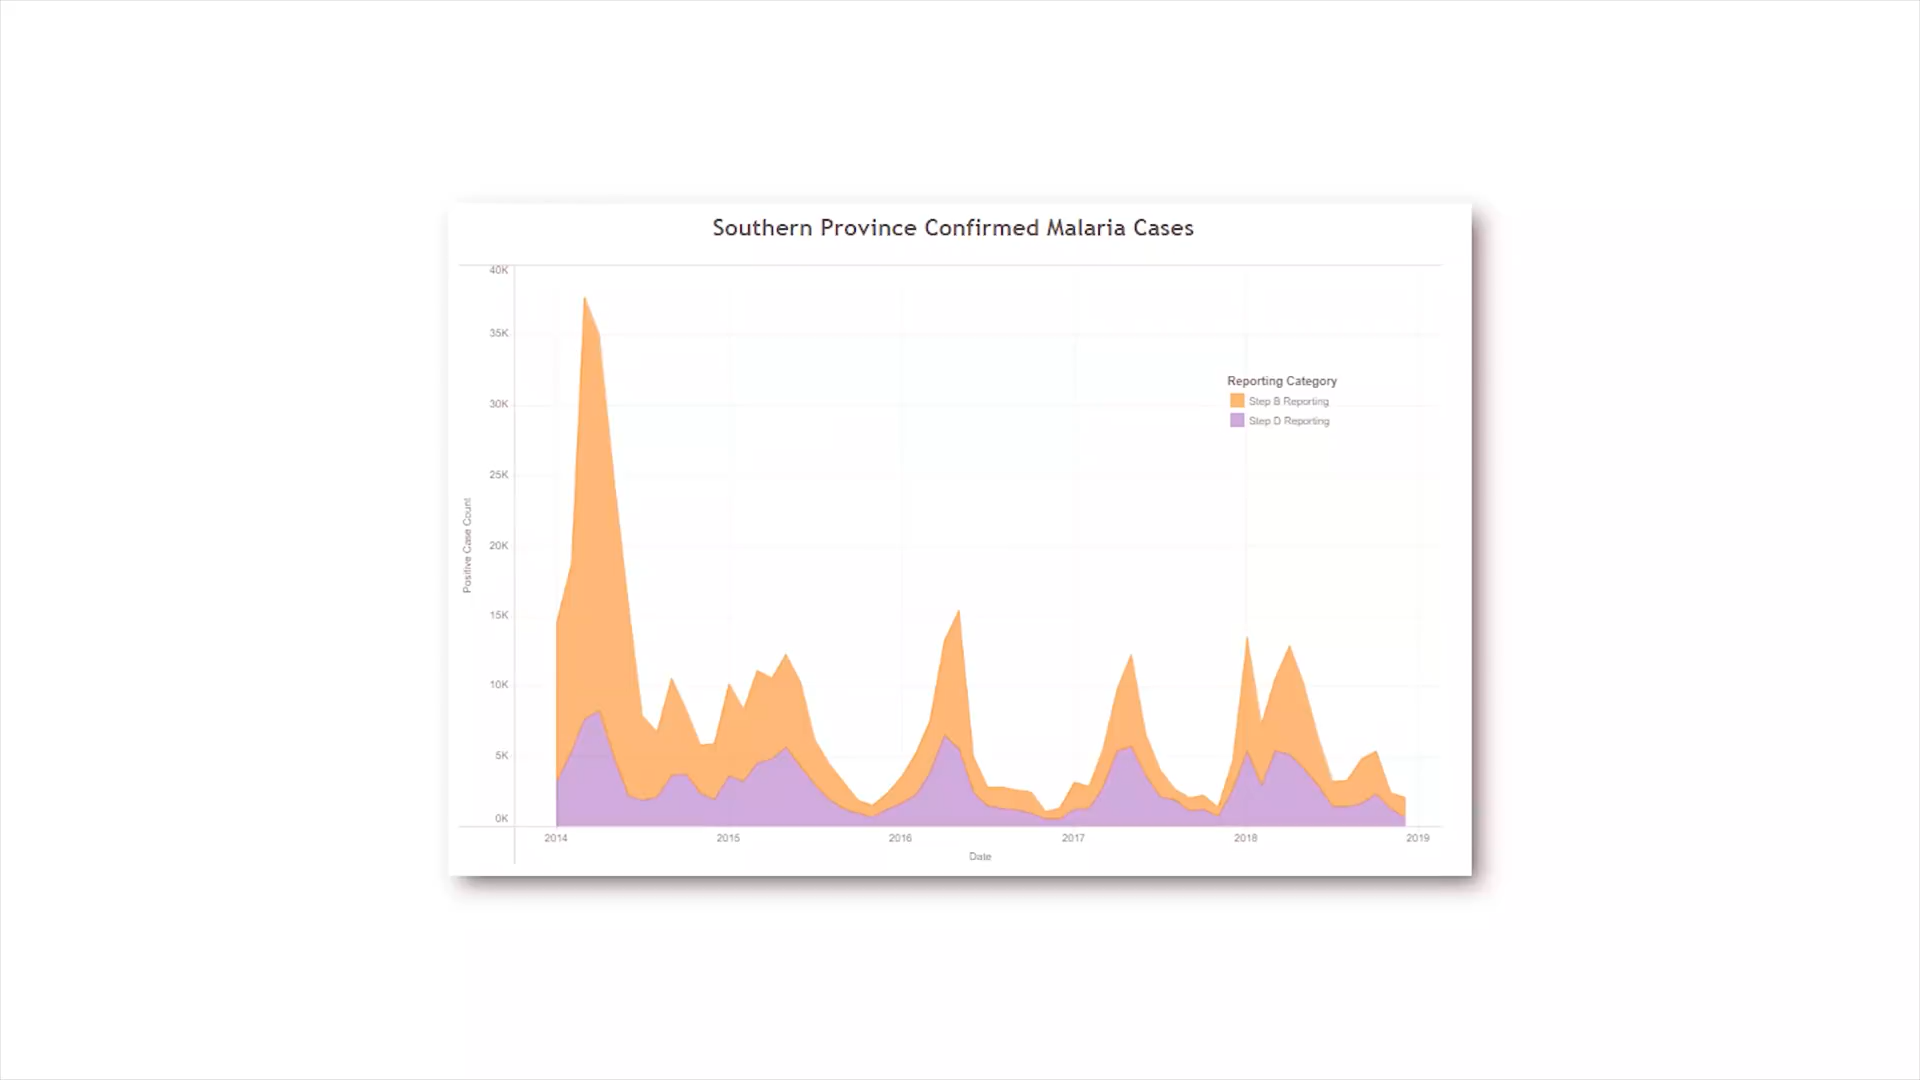 Southern Province Confirmed Malaria Cases
40K
35K
30K
25K
20K
15K
10K
5K
0K
Positive Case Count
Reporting Category
Step B Reporting
Step D Reporting
2014 2015 2016 2017 2018 2019
Date